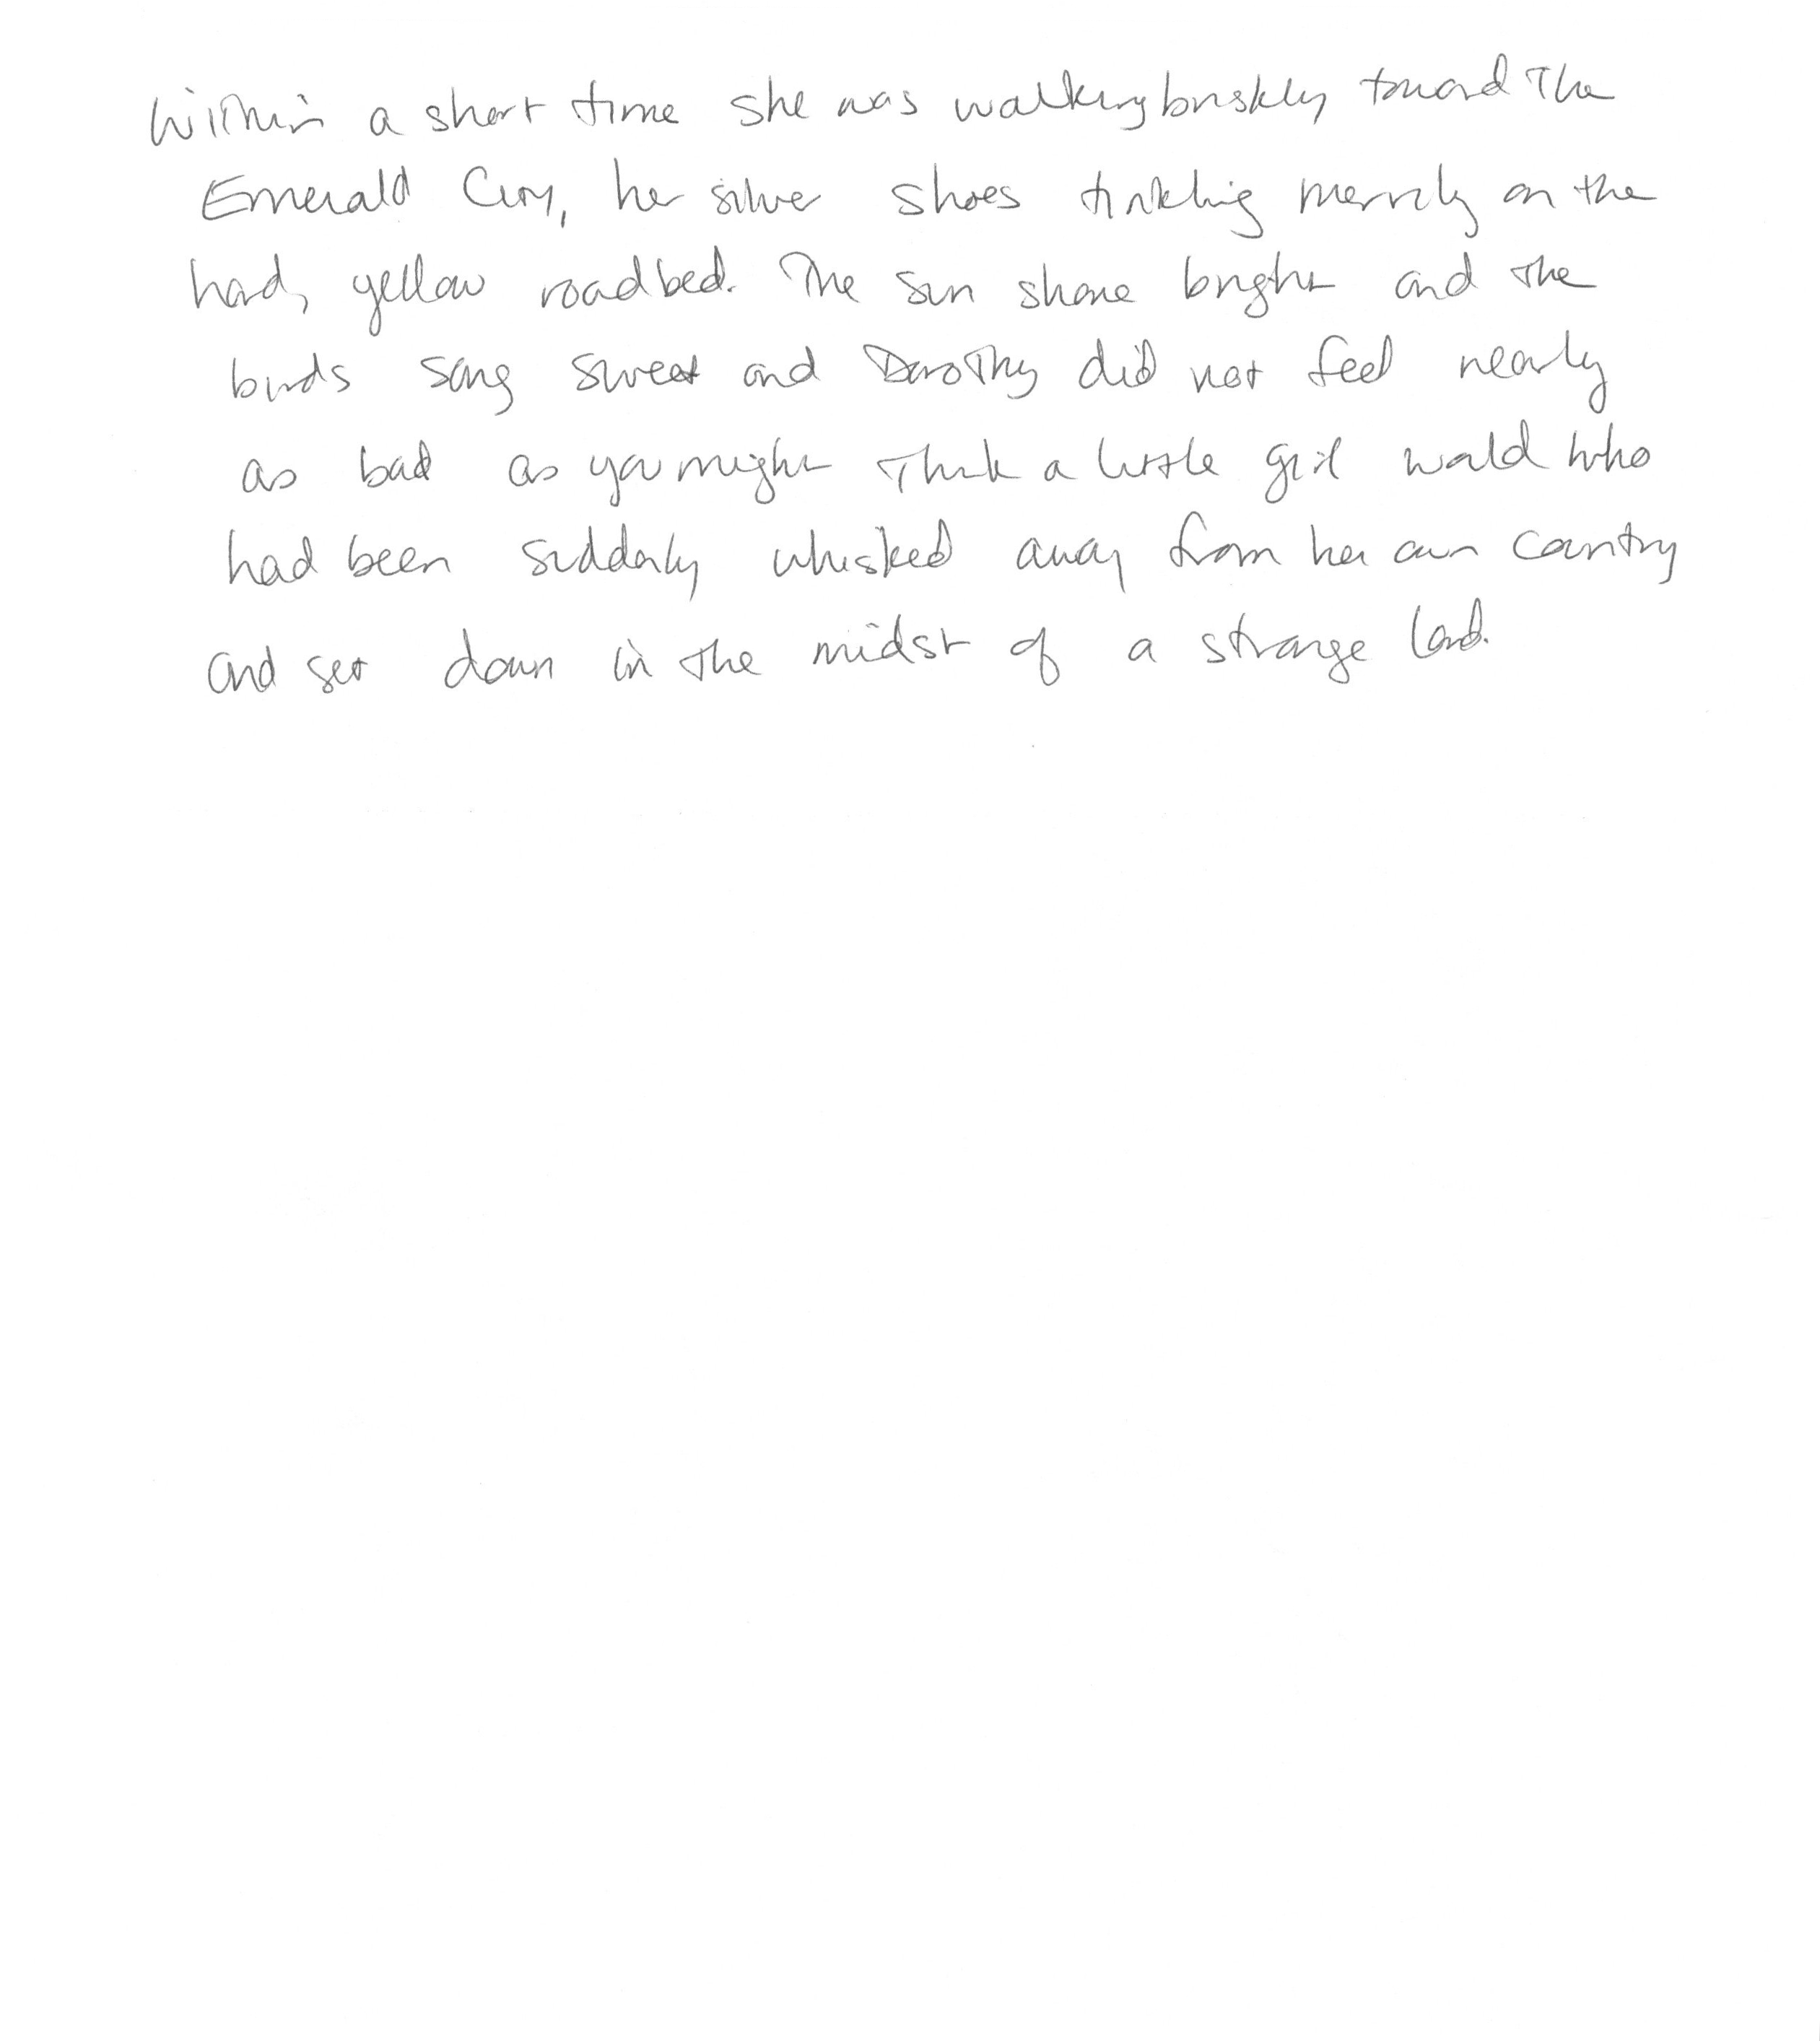 Within a short time she was walking briskly toward the
Emerald City, her silver shoes tinkling merrily on the
hard, yellow roadbed. The sun shone bright and the
birds sang sweet and Dorothy did not feel nearly
as bad as you might think a little girl would who
had been suddenly whisked away from her own country
and set down in the midst of a strange land.